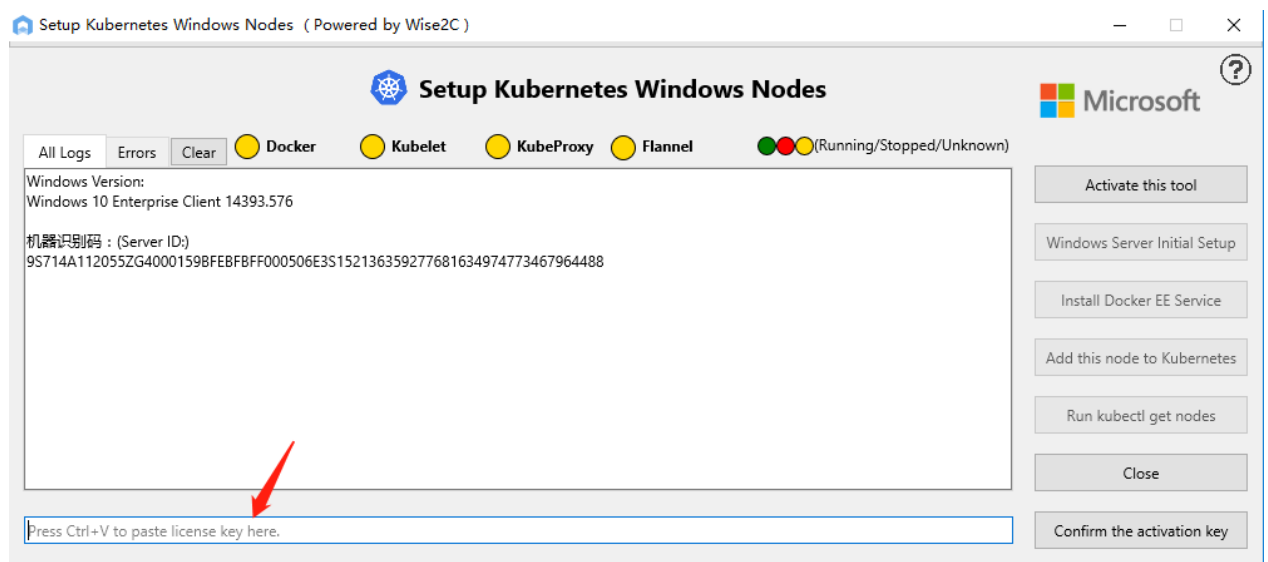 Setup Kubernetes Windows Nodes ( Powered by Wise2C )
Setup Kubernetes Windows Nodes
?
Microsoft
All Logs Errors Clear Docker Kubelet KubeProxy Flannel (Running/Stopped/Unknown)
Windows Version:
Windows 10 Enterprise Client 14393.576
机器识别码：(Server ID:)
9S714A112055ZG4000159BFEBFBFF000506E3S152136359277681634974773467964488
Activate this tool
Windows Server Initial Setup
Install Docker EE Service
Add this node to Kubernetes
Run kubectl get nodes
Close
Press Ctrl+V to paste license key here.
Confirm the activation key